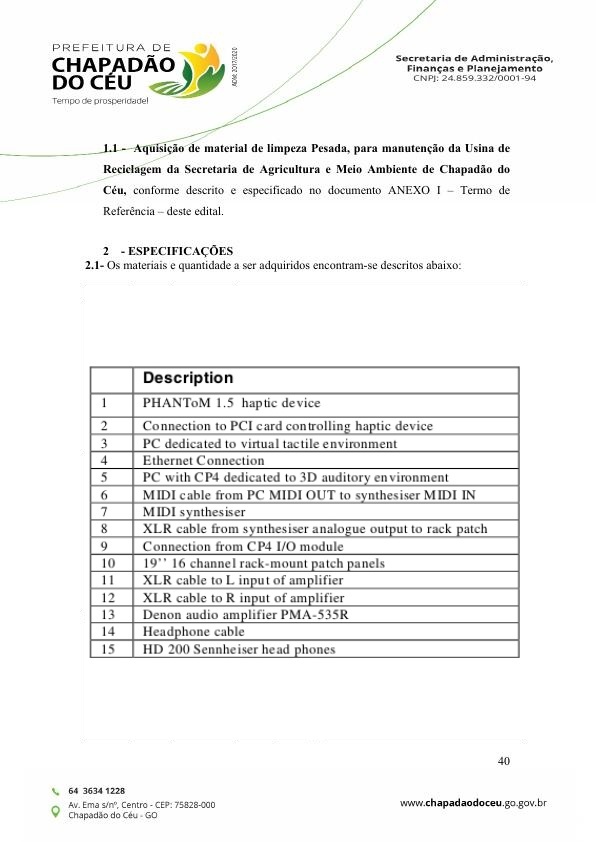 PREFEITURA DE
CHAPADÃO
DO CÉU
Tempo de prosperidade!
ADM: 2017/2020
Secretaria de Administração,
Finanças e Planejamento
CNPJ: 24.859.332/0001-94
1.1 - Aquisição de material de limpeza Pesada, para manutenção da Usina de
Reciclagem da Secretaria de Agricultura e Meio Ambiente de Chapadão do
Céu, conforme descrito e especificado no documento ANEXO I – Termo de
Referência – deste edital.
2 - ESPECIFICAÇÕES
2.1- Os materiais e quantidade a ser adquiridos encontram-se descritos abaixo:
Description
1 PHANToM 1.5 haptic device
2 Connection to PCI card controlling haptic device
3 PC dedicated to virtual tactile environment
4 Ethernet Connection
5 PC with CP4 dedicated to 3D auditory environment
6 MIDI cable from PC MIDI OUT to synthesiser MIDI IN
7 MIDI synthesiser
8 XLR cable from synthesiser analogue output to rack patch
9 Connection from CP4 I/O module
10 19’’ 16 channel rack-mount patch panels
11 XLR cable to L input of amplifier
12 XLR cable to R input of amplifier
13 Denon audio amplifier PMA-535R
14 Headphone cable
15 HD 200 Sennheiser head phones
40
64 3634 1228
Av. Ema s/nº, Centro - CEP: 75828-000
Chapadão do Céu - GO
www.chapadaodoceu.go.gov.br